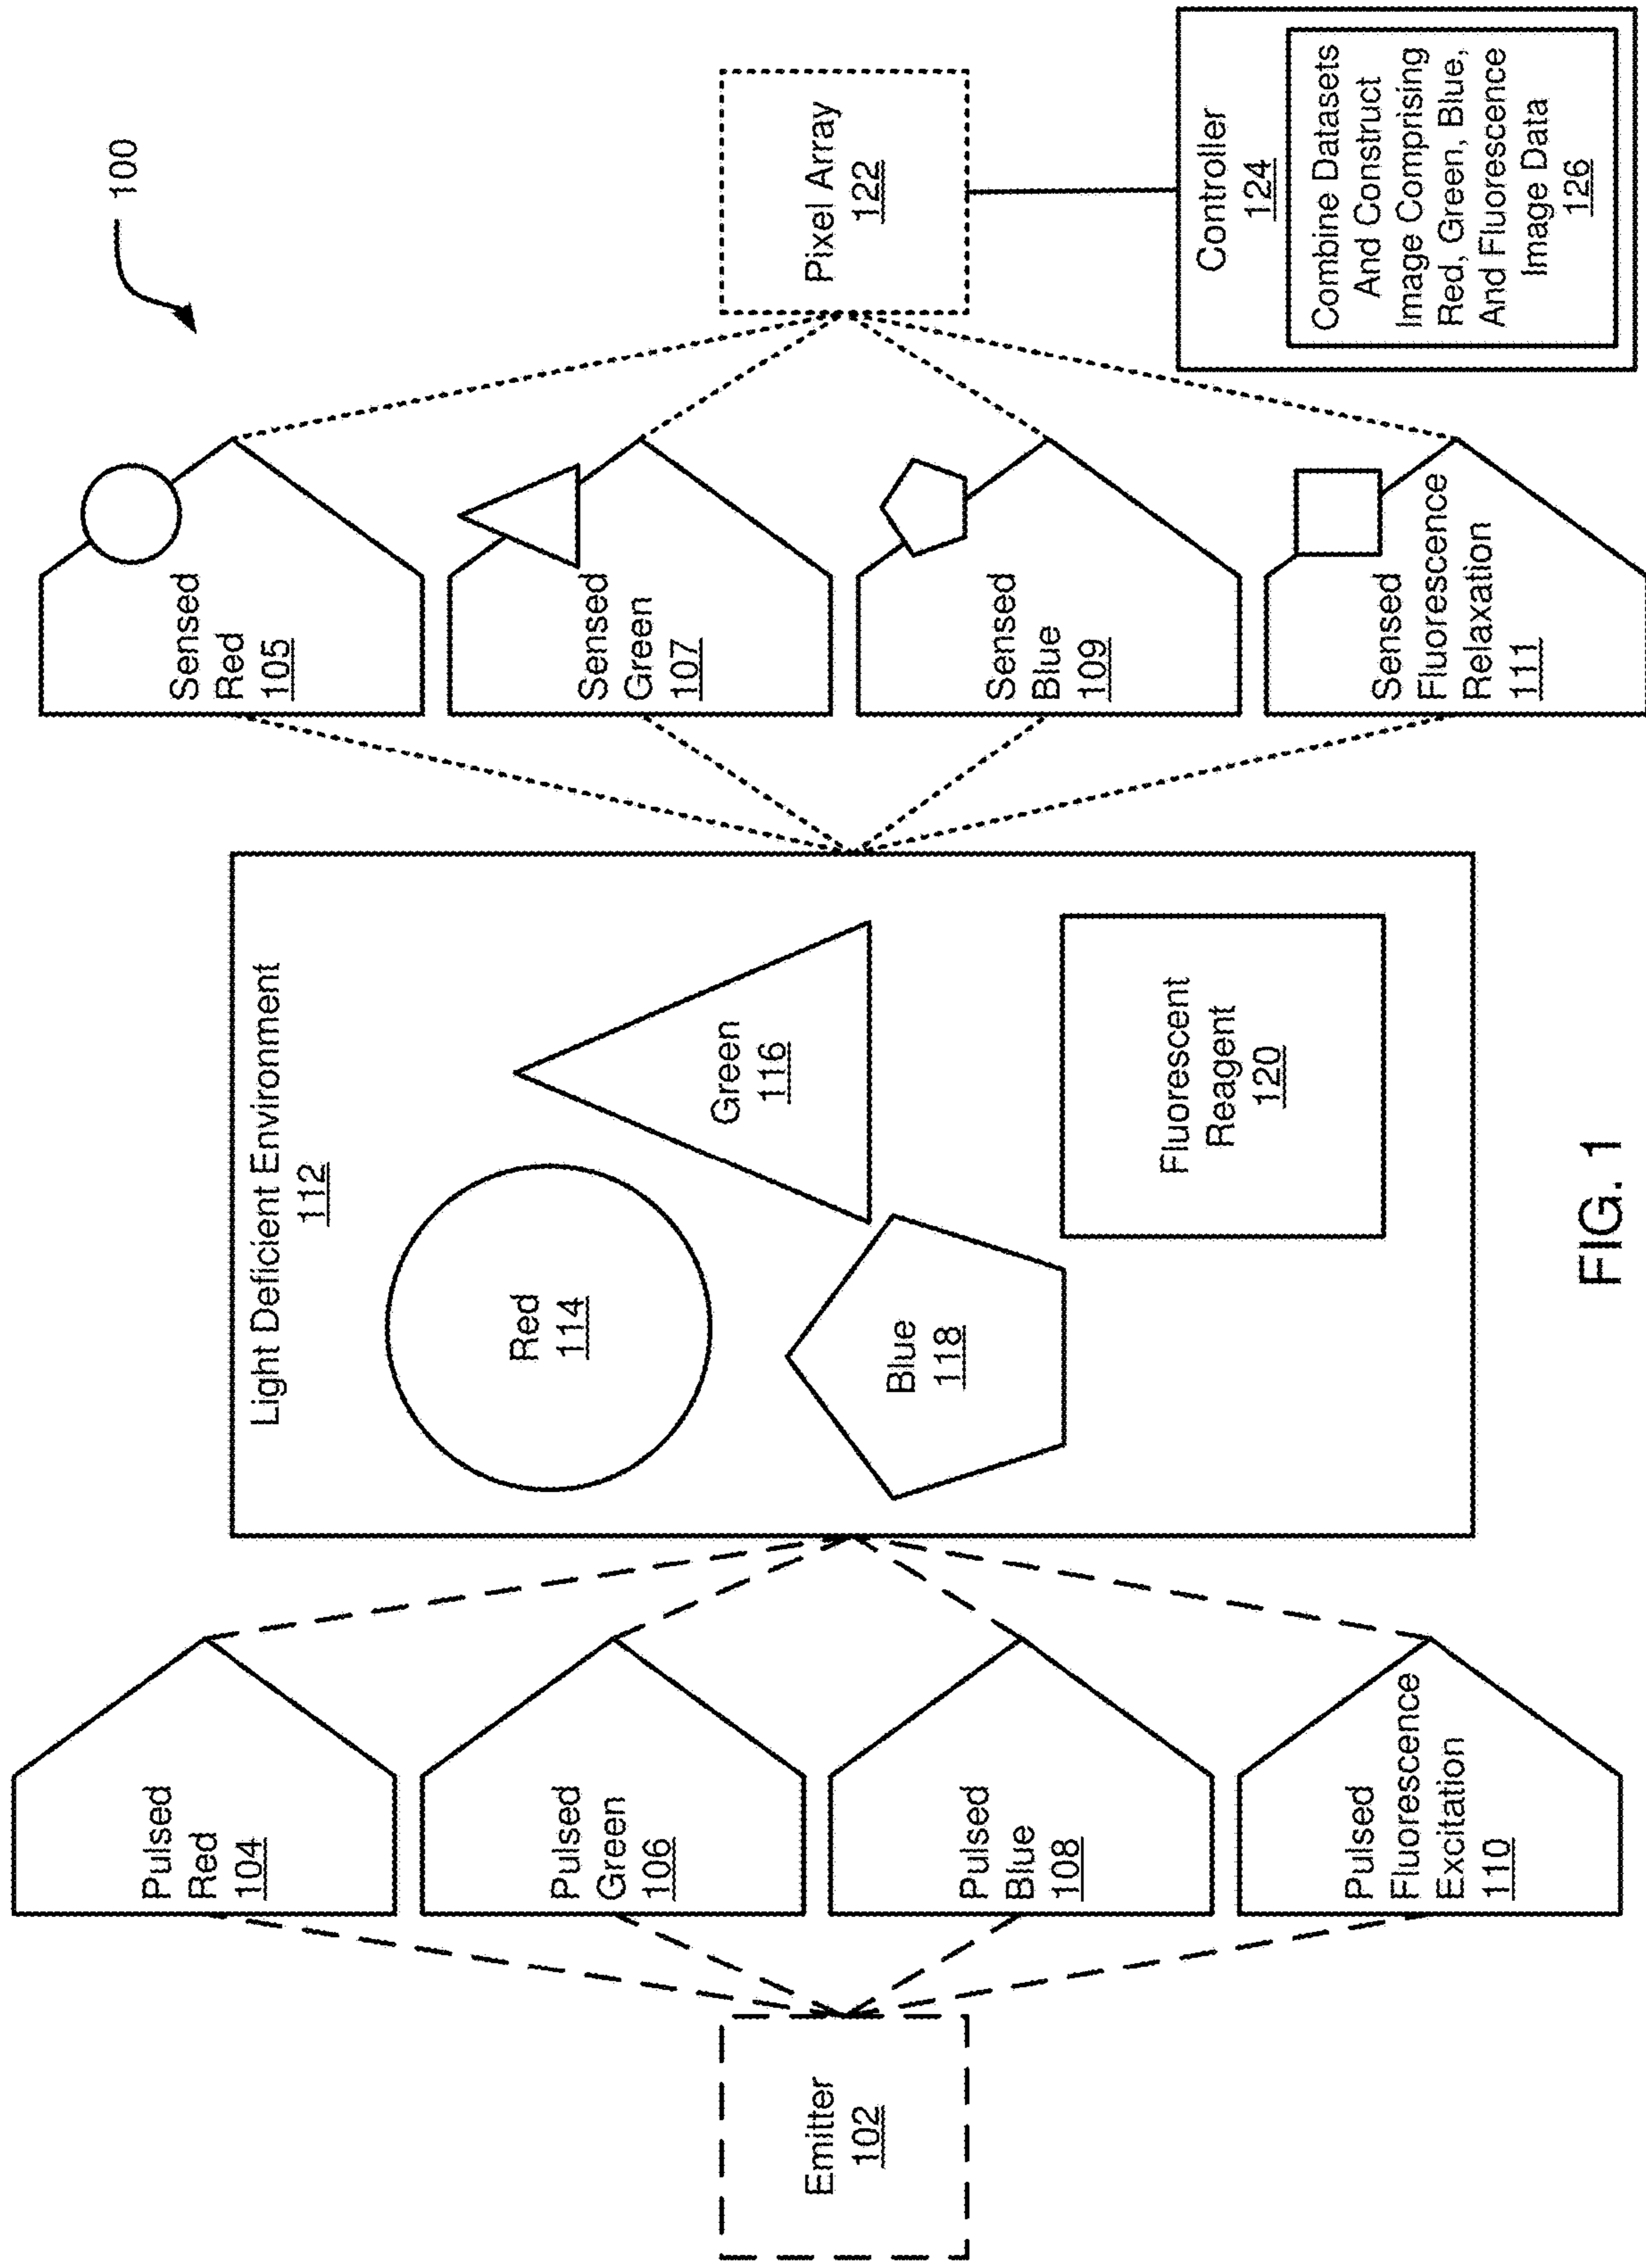 100
Emitter
102
Pulsed
Red
104
Pulsed
Green
106
Pulsed
Blue
108
Pulsed
Fluorescence
Excitation
110
Light Deficient Environment
112
Red
114
Green
116
Blue
118
Fluorescent
Reagent
120
Sensed
Red
105
Sensed
Green
107
Sensed
Blue
109
Sensed
Fluorescence
Relaxation
111
Pixel Array
122
Controller
124
Combine Datasets
And Construct
Image Comprising
Red, Green, Blue,
And Fluorescence
Image Data
126
FIG. 1